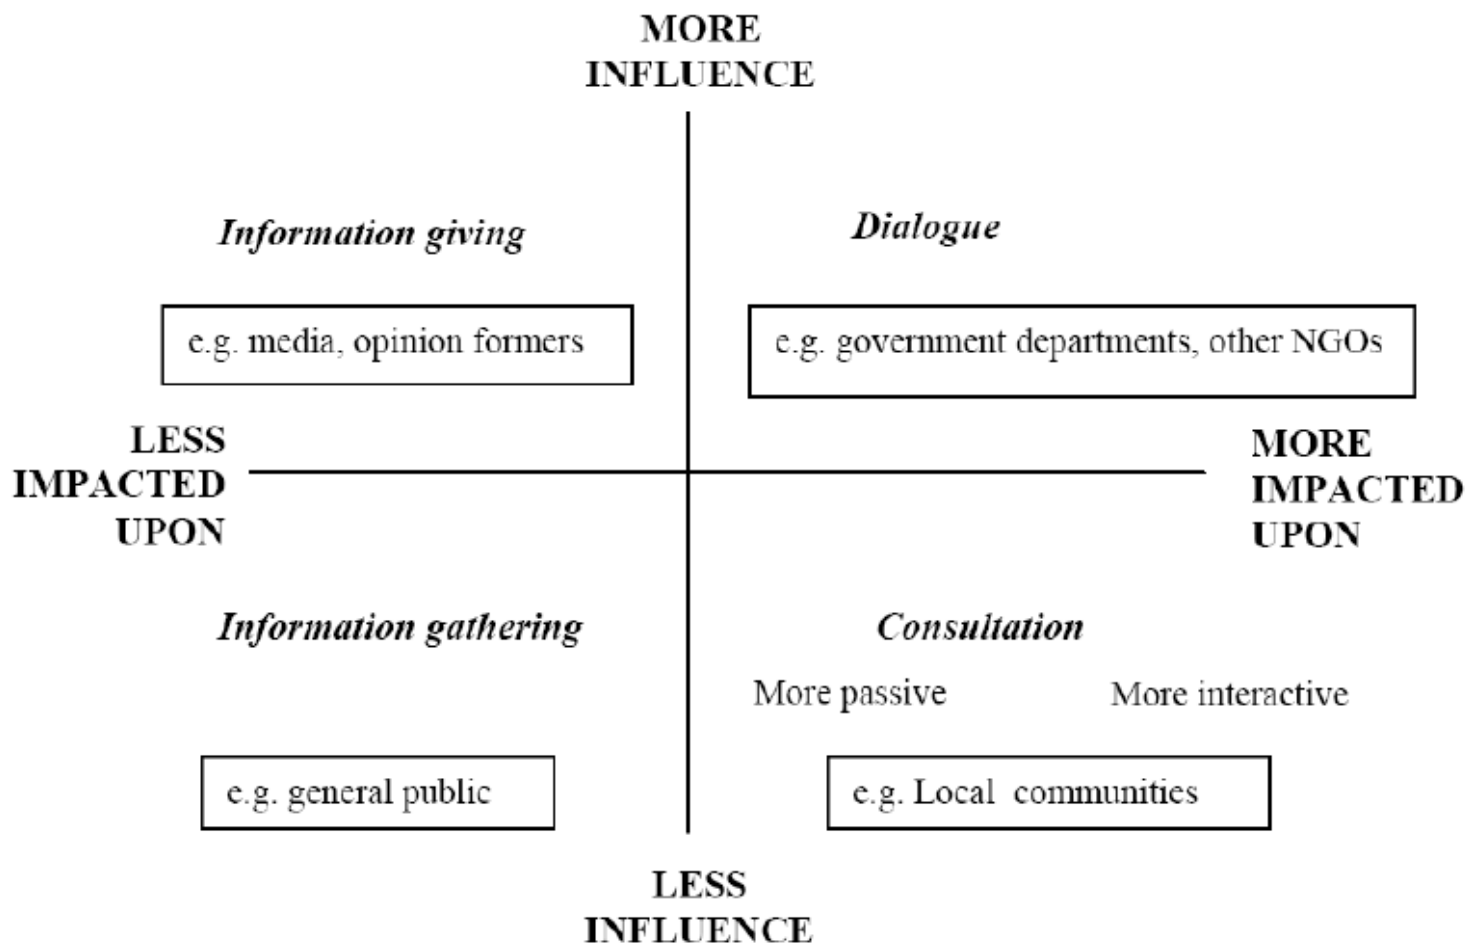 MORE
INFLUENCE
Information giving
Dialogue
e.g. media, opinion formers
e.g. government departments, other NGOs
LESS
IMPACTED
UPON
MORE
IMPACTED
UPON
Information gathering
Consultation
More passive
More interactive
e.g. general public
e.g. Local communities
LESS
INFLUENCE